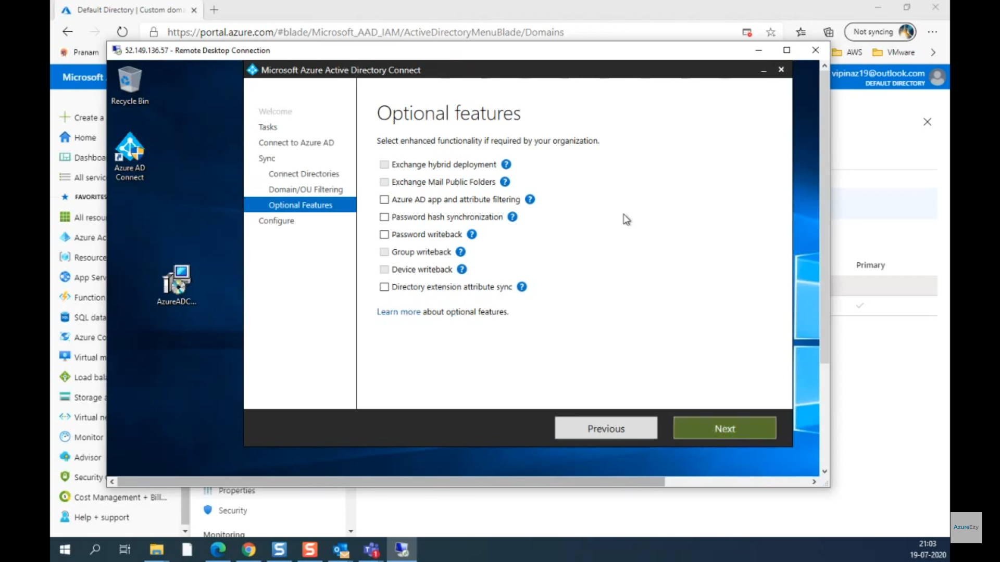 Default Directory | Custom doma
https://portal.azure.com/#blade/Microsoft_AAD_IAM/ActiveDirectoryMenuBlade/Domains
Not syncing
Pranam
AWS
VMware
52.149.136.57 - Remote Desktop Connection
Microsoft
vipinaz19@outlook.com
DEFAULT DIRECTORY
Create a
Home
Dashboa
All servic
FAVORITES
All resou
Azure Ac
Resource
App Serv
Function
SQL data
Azure Co
Virtual m
Load bala
Storage a
Virtual ne
Monitor
Advisor
Security
Cost Management + Bill...
Help + support
Properties
Security
Monitoring
Recycle Bin
Azure AD
Connect
AzureADC...
Microsoft Azure Active Directory Connect
Welcome
Tasks
Connect to Azure AD
Sync
Connect Directories
Domain/OU Filtering
Optional Features
Configure
Optional features
Select enhanced functionality if required by your organization.
Exchange hybrid deployment ?
Exchange Mail Public Folders ?
Azure AD app and attribute filtering ?
Password hash synchronization ?
Password writeback ?
Group writeback ?
Device writeback ?
Directory extension attribute sync ?
Learn more about optional features.
Previous
Next
Primary
AzureEzy
21:03
19-07-2020